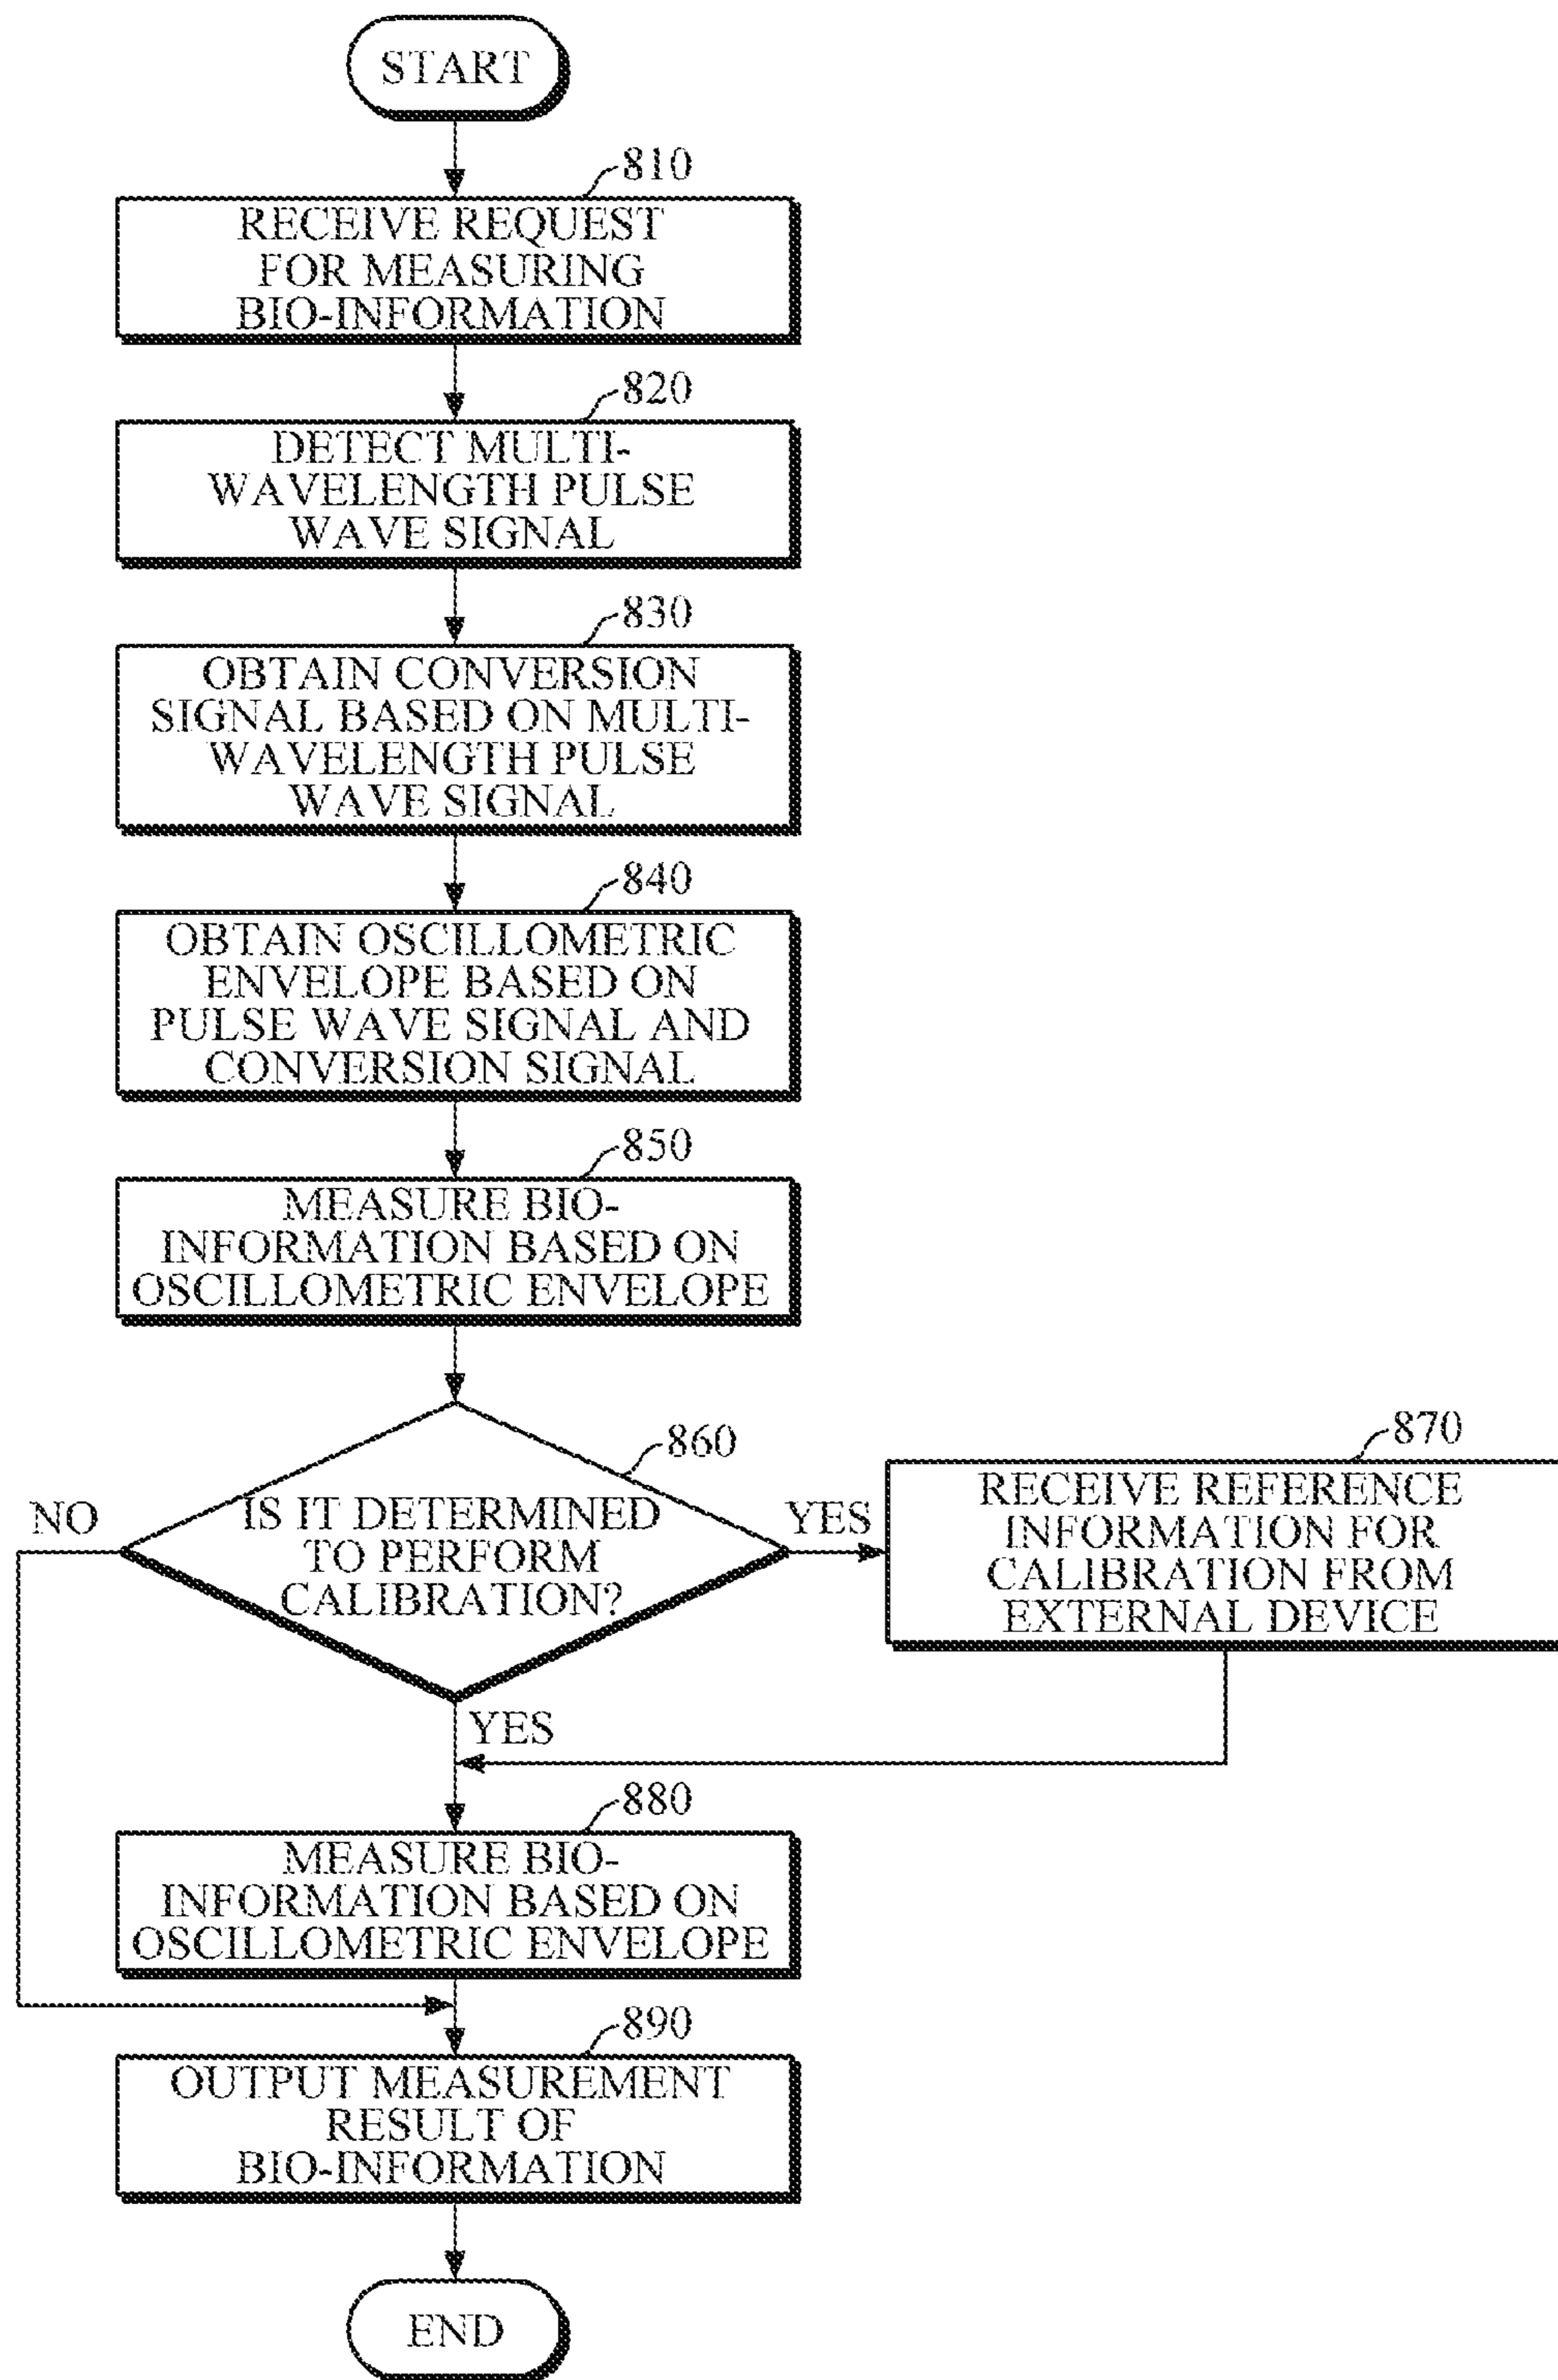 START
810
RECEIVE REQUEST
FOR MEASURING
BIO-INFORMATION
820
DETECT MULTI-
WAVELENGTH PULSE
WAVE SIGNAL
830
OBTAIN CONVERSION
SIGNAL BASED ON MULTI-
WAVELENGTH PULSE
WAVE SIGNAL
840
OBTAIN OSCILLOMETRIC
ENVELOPE BASED ON
PULSE WAVE SIGNAL AND
CONVERSION SIGNAL
850
MEASURE BIO-
INFORMATION BASED ON
OSCILLOMETRIC ENVELOPE
860
IS IT DETERMINED
TO PERFORM
CALIBRATION?
NO
YES
870
RECEIVE REFERENCE
INFORMATION FOR
CALIBRATION FROM
EXTERNAL DEVICE
YES
880
MEASURE BIO-
INFORMATION BASED ON
OSCILLOMETRIC ENVELOPE
890
OUTPUT MEASUREMENT
RESULT OF
BIO-INFORMATION
END